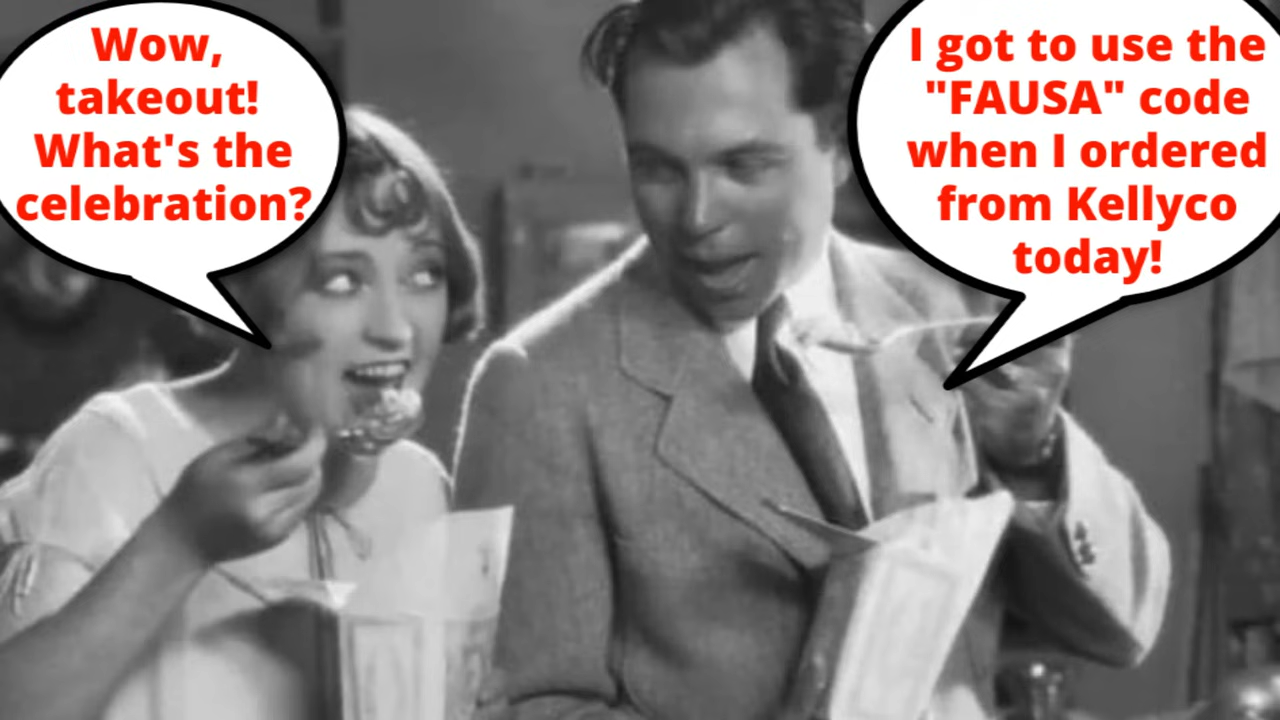 Wow,
takeout!
What's the
celebration?
I got to use the
"FAUSA" code
when I ordered
from Kellyco
today!